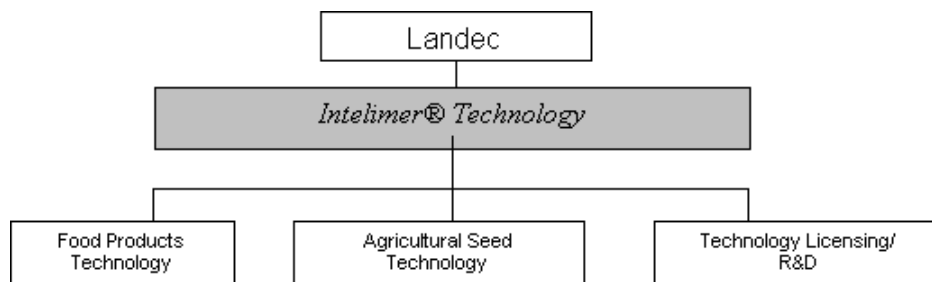 Landec
Intelimer® Technology
Food Products
Technology
Agricultural Seed
Technology
Technology Licensing/
R&D